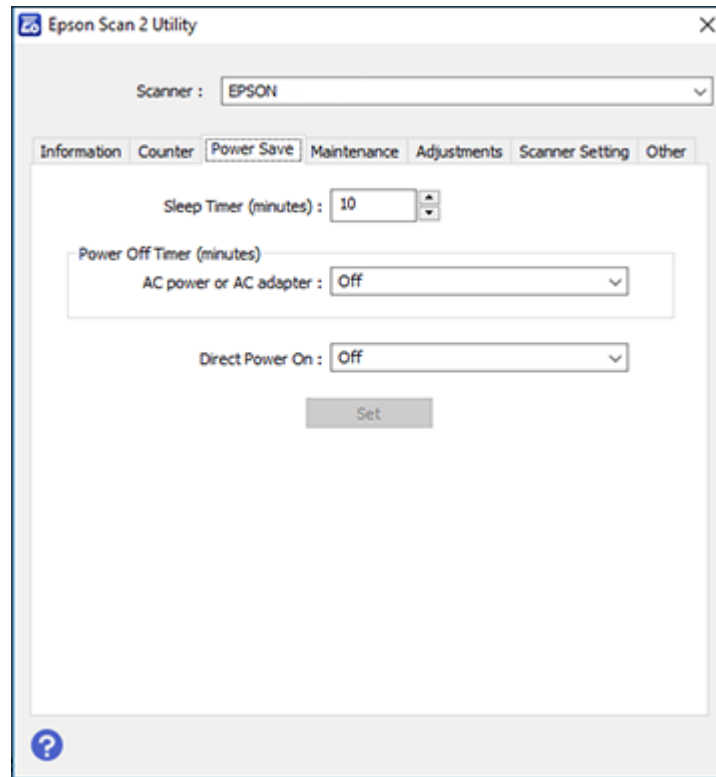 Epson Scan 2 Utility
Scanner : EPSON
Information Counter Power Save Maintenance Adjustments Scanner Setting Other
Sleep Timer (minutes) : 10
Power Off Timer (minutes)
AC power or AC adapter : Off
Direct Power On : Off
Set
?